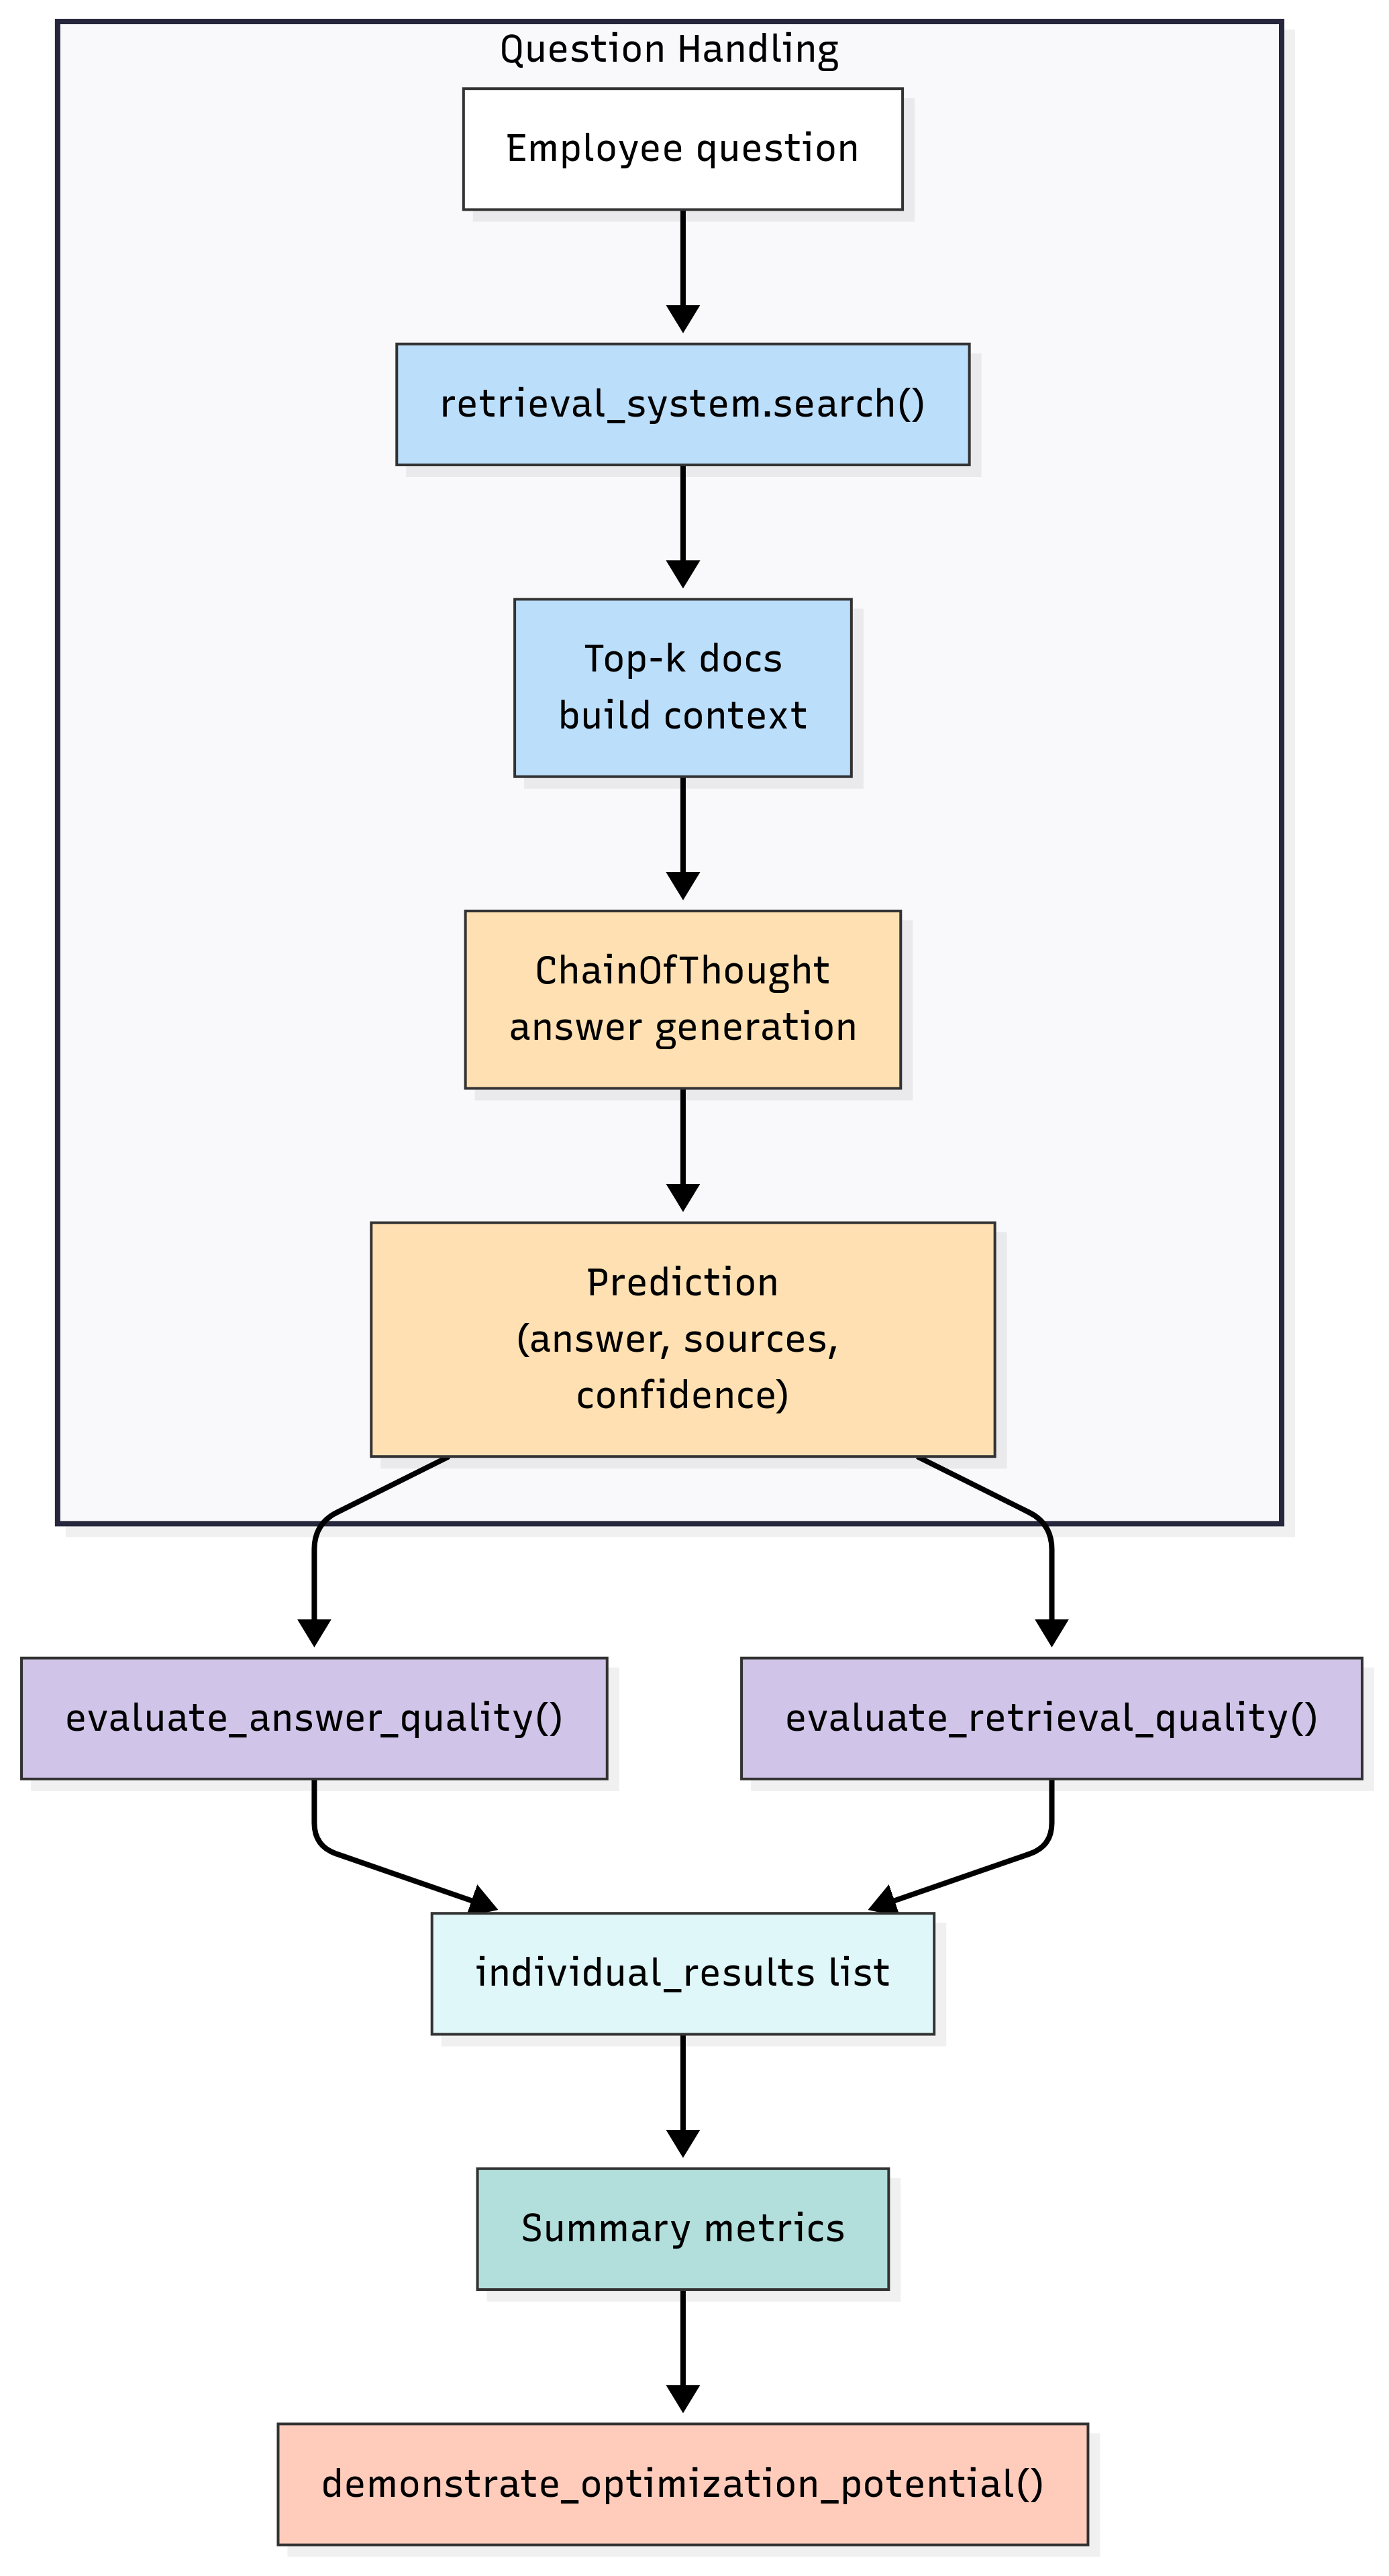 Question Handling
Employee question
retrieval_system.search()
Top-k docs
build context
ChainOfThought
answer generation
Prediction
(answer, sources,
confidence)
evaluate_answer_quality()
evaluate_retrieval_quality()
individual_results list
Summary metrics
demonstrate_optimization_potential()